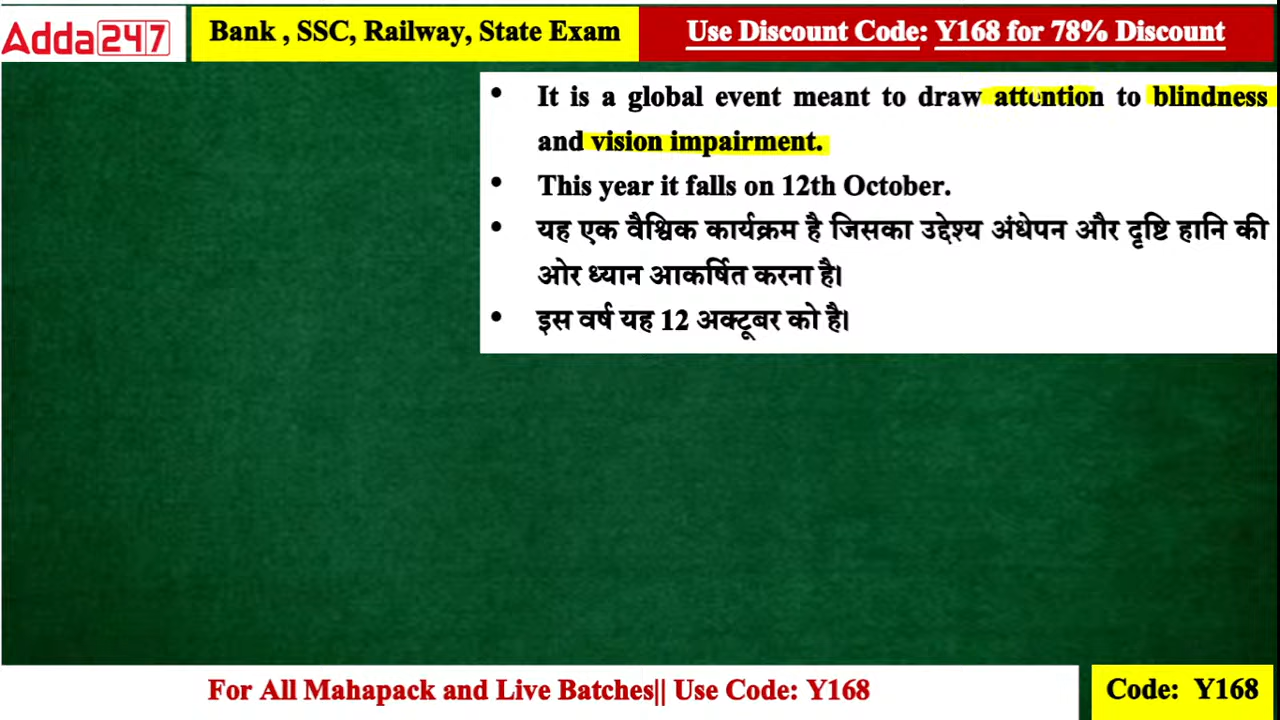 Adda247
Bank , SSC, Railway, State Exam
Use Discount Code: Y168 for 78% Discount
• It is a global event meant to draw attention to blindness
and vision impairment.
• This year it falls on 12th October.
• यह एक वैश्विक कार्यक्रम है जिसका उद्देश्य अंधेपन और दृष्टि हानि की
ओर ध्यान आकर्षित करना है।
• इस वर्ष यह 12 अक्टूबर को है।
For All Mahapack and Live Batches|| Use Code: Y168
Code: Y168